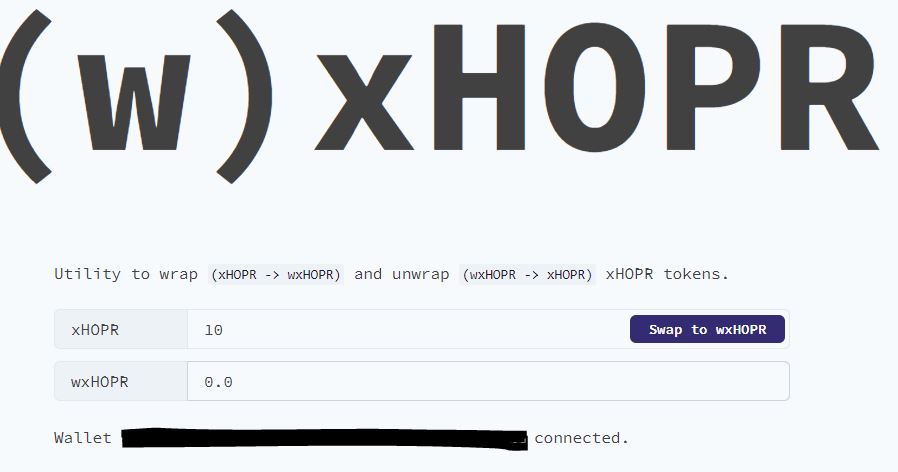 (w)xHOPR
Utility to wrap (xHOPR -> wxHOPR) and unwrap (wxHOPR -> xHOPR) xHOPR tokens.
xHOPR 10 Swap to wxHOPR
wxHOPR 0.0
Wallet connected.